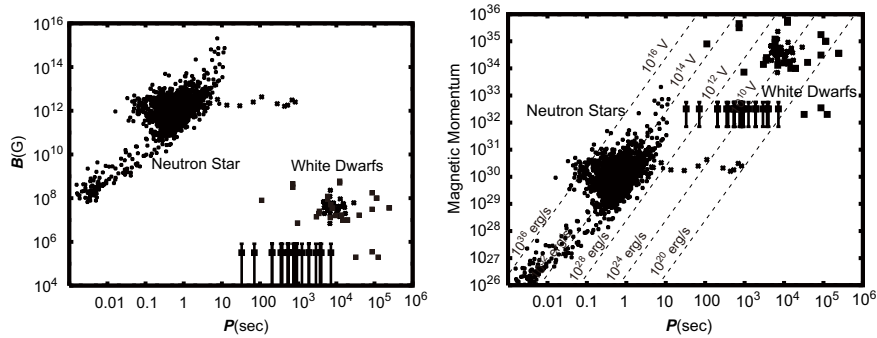 B(G)
10^16
10^14
10^12
10^10
10^8
10^6
10^4
Neutron Star
White Dwarfs
0.01 0.1 1 10 100 10^3 10^4 10^5 10^6
P(sec)
Magnetic Momentum
10^36
10^35
10^34
10^33
10^32
10^31
10^30
10^29
10^28
10^27
10^26
Neutron Stars
White Dwarfs
10^16 V
10^14 V
10^12 V
10^10 V
10^36 erg/s
erg/s
10^28 erg/s
10^24 erg/s
10^20 erg/s
0.01 0.1 1 10 100 10^3 10^4 10^5 10^6
P(sec)